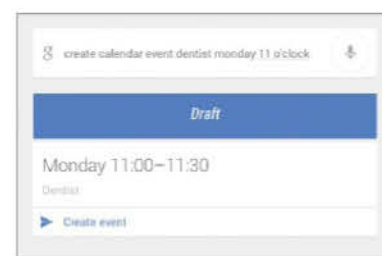 g create calendar event dentist monday 11 o'clock
Draft
Monday 11:00–11:30
Dentist
Create event